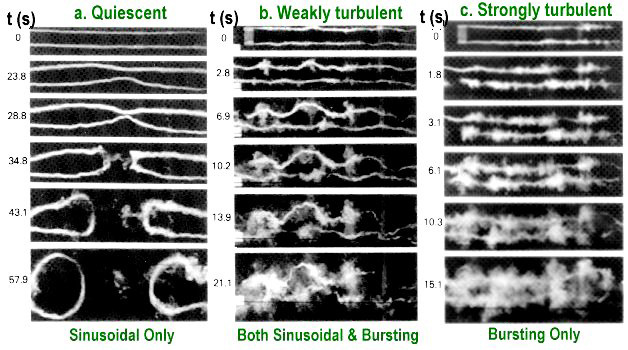 t (s)
a. Quiescent
0
23.8
28.8
34.8
43.1
57.9
Sinusoidal Only
t (s)
b. Weakly turbulent
0
2.8
6.9
10.2
13.9
21.1
Both Sinusoidal & Bursting
t (s)
c. Strongly turbulent
0
1.8
3.1
6.1
10.3
15.1
Bursting Only